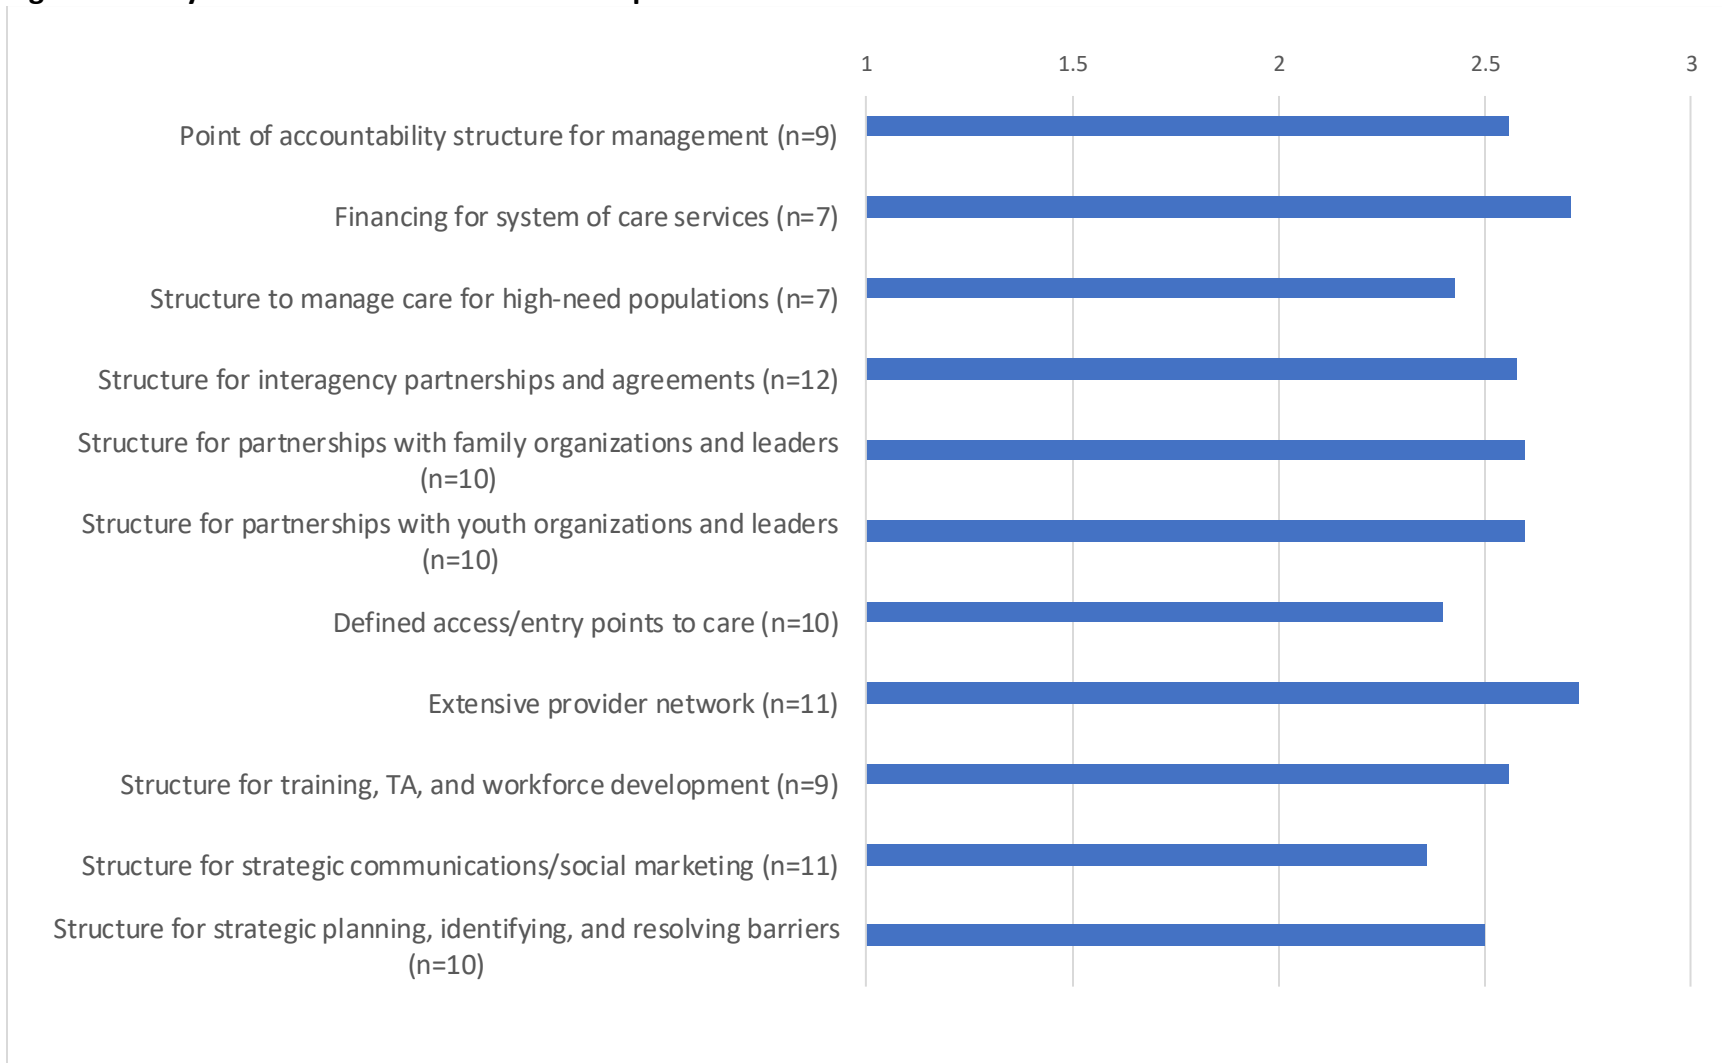 1 1.5 2 2.5 3
Point of accountability structure for management (n=9)
Financing for system of care services (n=7)
Structure to manage care for high-need populations (n=7)
Structure for interagency partnerships and agreements (n=12)
Structure for partnerships with family organizations and leaders
(n=10)
Structure for partnerships with youth organizations and leaders
(n=10)
Defined access/entry points to care (n=10)
Extensive provider network (n=11)
Structure for training, TA, and workforce development (n=9)
Structure for strategic communications/social marketing (n=11)
Structure for strategic planning, identifying, and resolving barriers
(n=10)